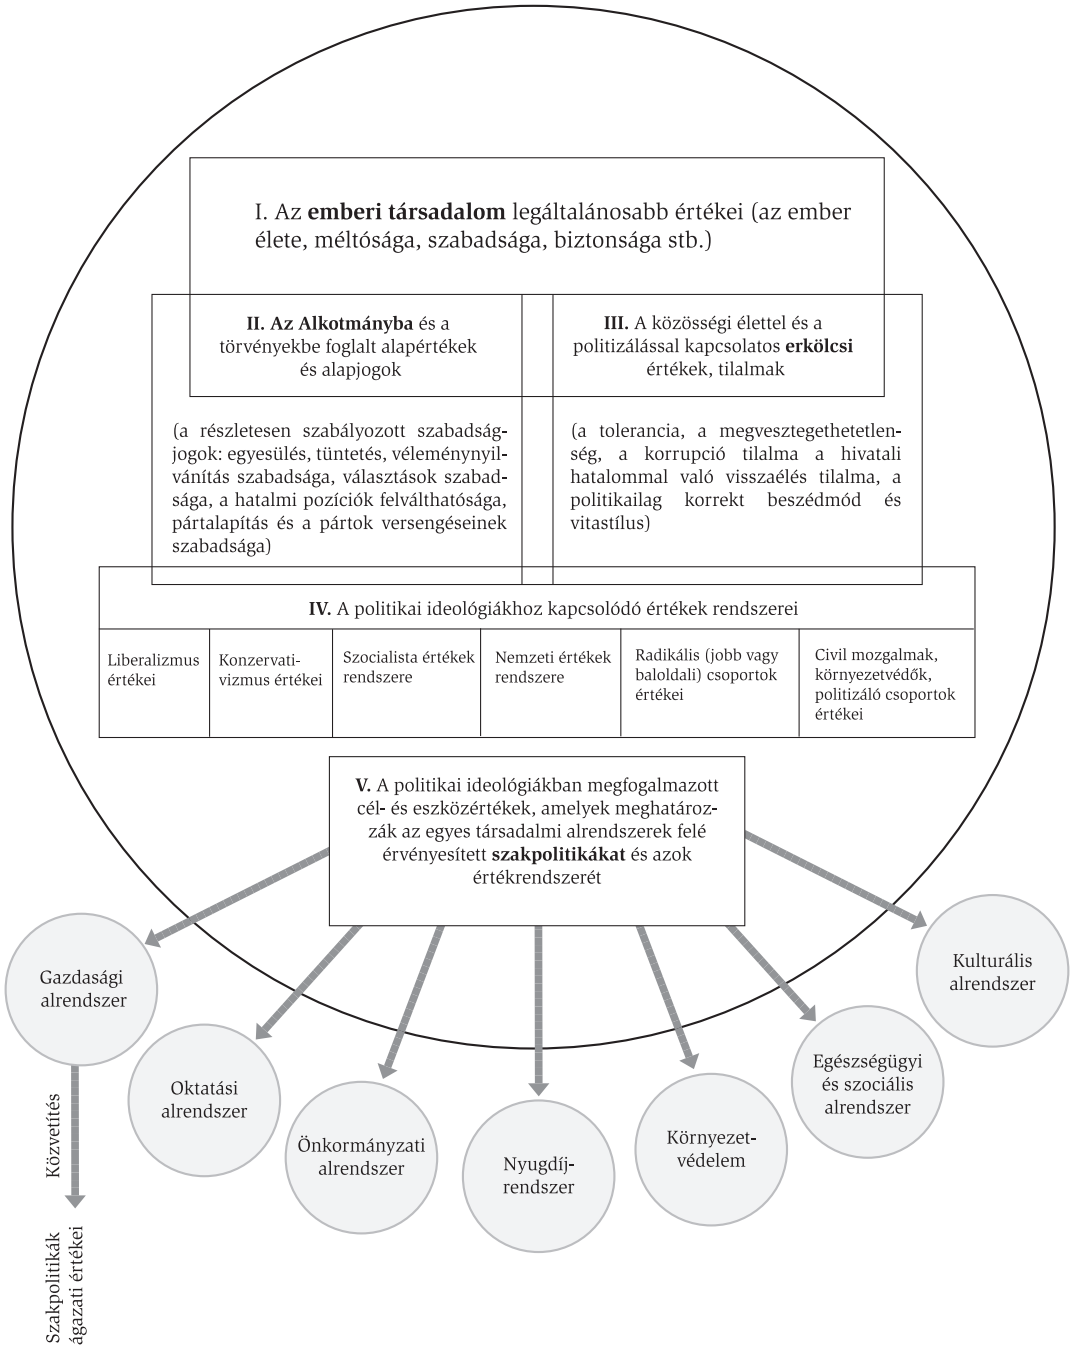 I. Az emberi társadalom legáltalánosabb értékei (az ember
élete, méltósága, szabadsága, biztonsága stb.)
II. Az Alkotmányba és a
törvényekbe foglalt alapértékek
és alapjogok
(a részletesen szabályozott szabadság-
jogok: egyesülés, tüntetés, véleménynyil-
vánítás szabadsága, választások szabad-
sága, a hatalmi pozíciók felválthatósága,
pártalapítás és a pártok versengéseinek
szabadsága)
III. A közösségi élettel és a
politizálással kapcsolatos erkölcsi
értékek, tilalmak
(a tolerancia, a megvesztegethetetlen-
ség, a korrupció tilalma a hivatali
hatalommal való visszaélés tilalma, a
politikailag korrekt beszédmód és
vitastílus)
IV. A politikai ideológiákhoz kapcsolódó értékek rendszerei
Liberalizmus
értékei
Konzervati-
vizmus értékei
Szocialista értékek
rendszere
Nemzeti értékek
rendszere
Radikális (jobb vagy
baloldali) csoportok
értékei
Civil mozgalmak,
környezetvédők,
politizáló csoportok
értékei
V. A politikai ideológiákban megfogalmazott
cél- és eszközértékek, amelyek meghatároz-
zák az egyes társadalmi alrendszerek felé
érvényesített szakpolitikákat és azok
értékrendszerét
Gazdasági
alrendszer
Oktatási
alrendszer
Önkormányzati
alrendszer
Nyugdíj-
rendszer
Környezet-
védelem
Egészségügyi
és szociális
alrendszer
Kulturális
alrendszer
Közvetítés
Szakpolitikák
ágazati értékei